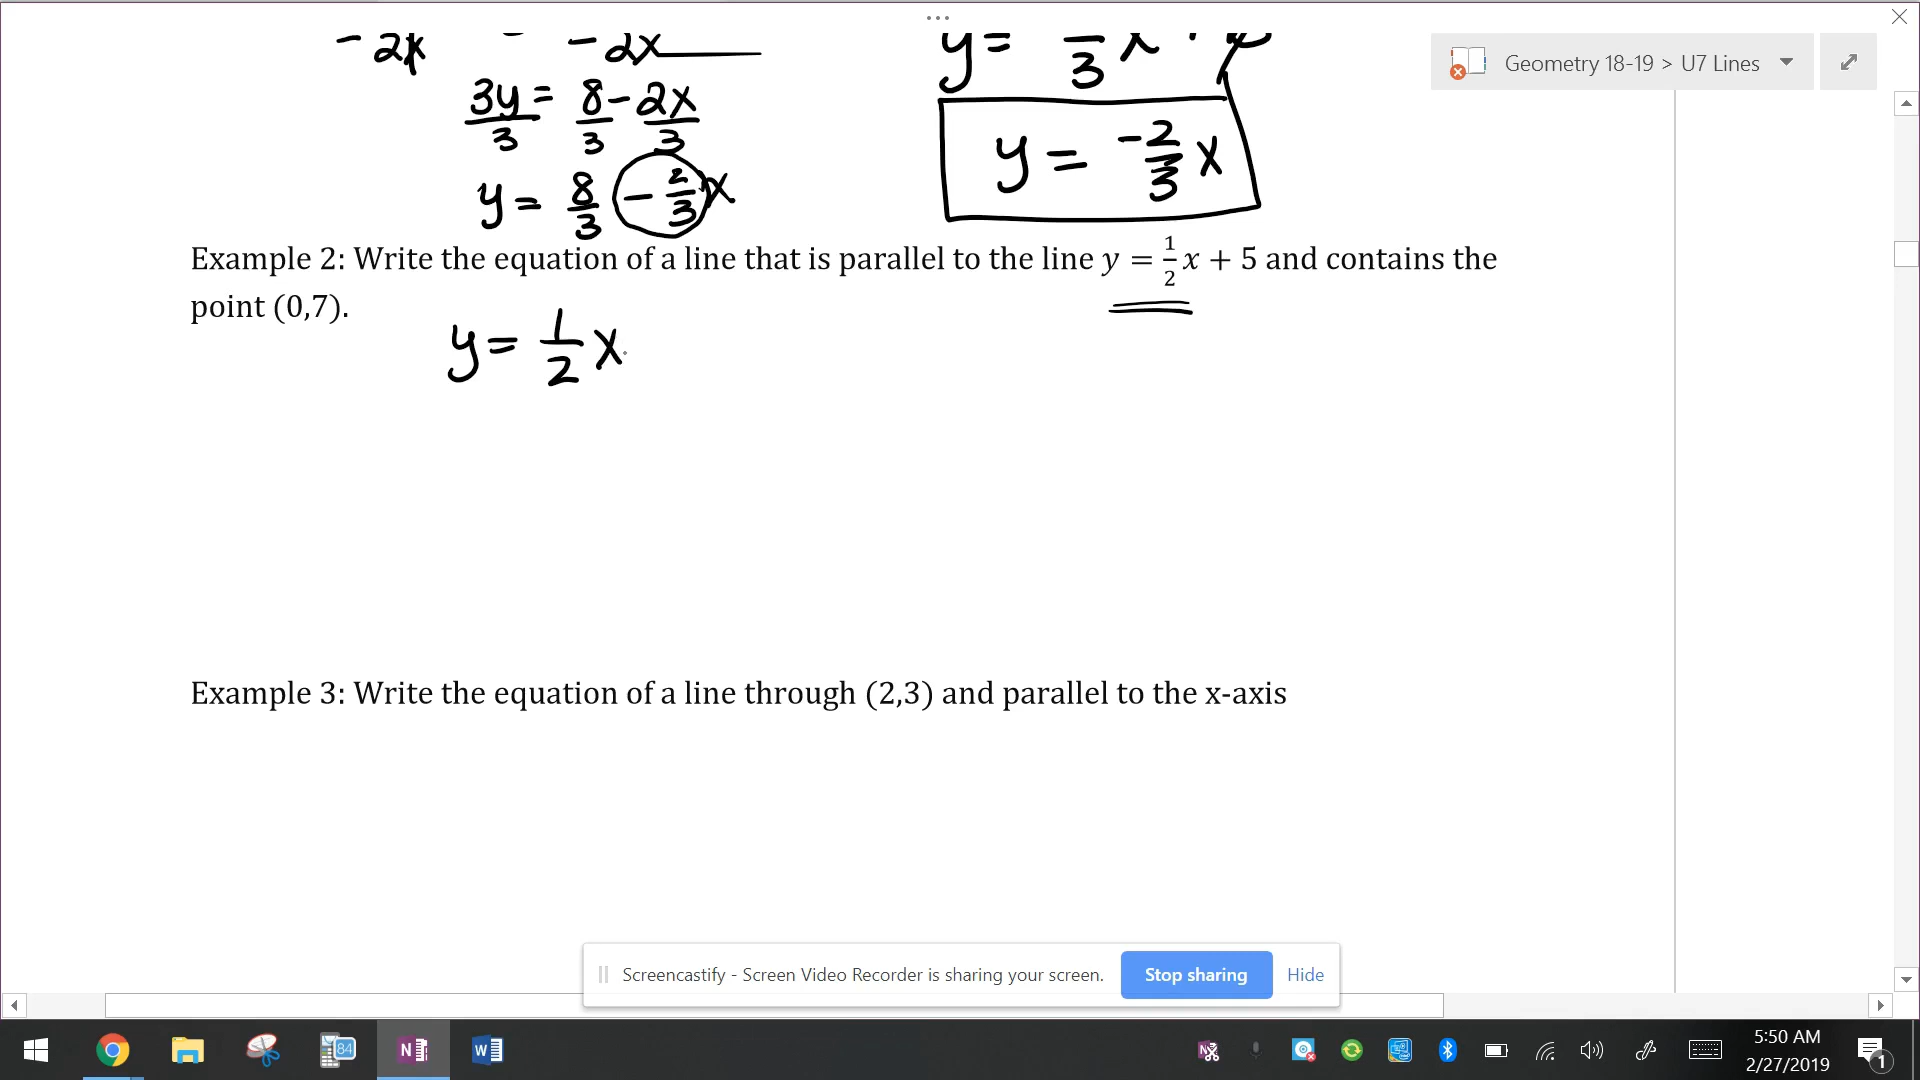 ...
Geometry 18-19 > U7 Lines
- 2x - 2x
3y = 8 - 2x
3 3 3
y = 8/3 - 2/3 x
y = -2/3 x
Example 2: Write the equation of a line that is parallel to the line y = 1/2 x + 5 and contains the
point (0,7).
y = 1/2 x
Example 3: Write the equation of a line through (2,3) and parallel to the x-axis
Screencastify - Screen Video Recorder is sharing your screen. Stop sharing Hide
84
N
W
5:50 AM
2/27/2019
1